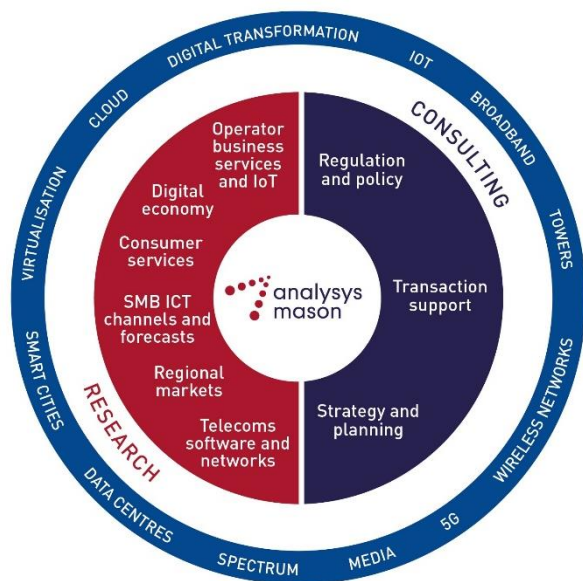 DIGITAL TRANSFORMATION
IOT
BROADBAND
TOWERS
WIRELESS NETWORKS
5G
MEDIA
SPECTRUM
DATA CENTRES
SMART CITIES
VIRTUALISATION
CLOUD
CONSULTING
Regulation
and policy
Transaction
support
Strategy and
planning
RESEARCH
Operator
business
services
and IoT
Digital
economy
Consumer
services
SMB ICT
channels and
forecasts
Regional
markets
Telecoms
software and
networks
analysys
mason